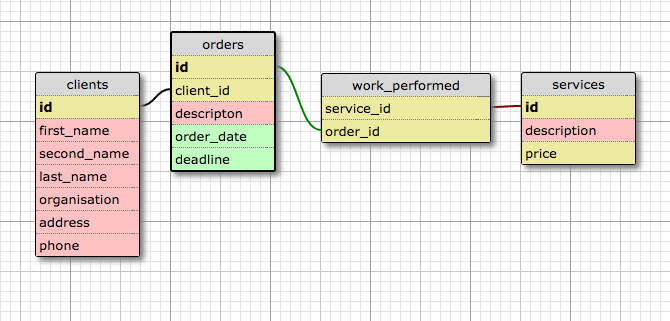 clients
id
first_name
second_name
last_name
organisation
address
phone
orders
id
client_id
descripton
order_date
deadline
work_performed
service_id
order_id
services
id
description
price